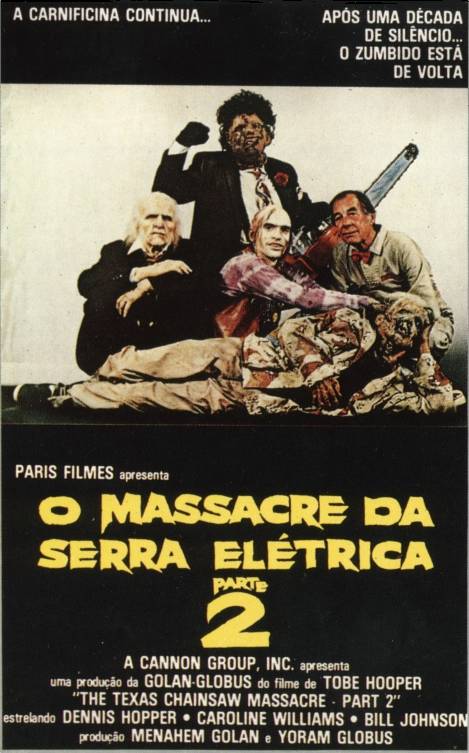 A CARNIFICINA CONTINUA...
APÓS UMA DÉCADA
DE SILÊNCIO...
O ZUMBIDO ESTÁ
DE VOLTA
PARIS FILMES apresenta
O MASSACRE DA
SERRA ELÉTRICA
PARTE
2
A CANNON GROUP, INC. apresenta
uma produção da GOLAN-GLOBUS do filme de TOBE HOOPER
"THE TEXAS CHAINSAW MASSACRE - PART 2"
estrelando DENNIS HOPPER • CAROLINE WILLIAMS • BILL JOHNSON
produção MENAHEM GOLAN e YORAM GLOBUS